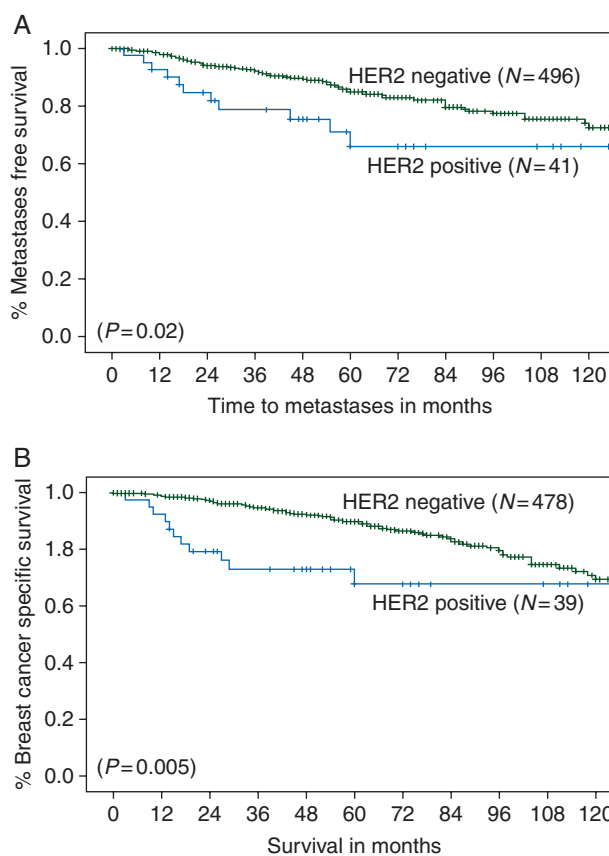 A
% Metastases free survival
1.0
0.8
0.6
0.4
0.2
0.0
HER2 negative (N=496)
HER2 positive (N=41)
(P=0.02)
0 12 24 36 48 60 72 84 96 108 120
Time to metastases in months
B
% Breast cancer specific survival
1.0
1.8
0.6
0.4
0.2
0.0
HER2 negative (N=478)
HER2 positive (N=39)
(P=0.005)
0 12 24 36 48 60 72 84 96 108 120
Survival in months